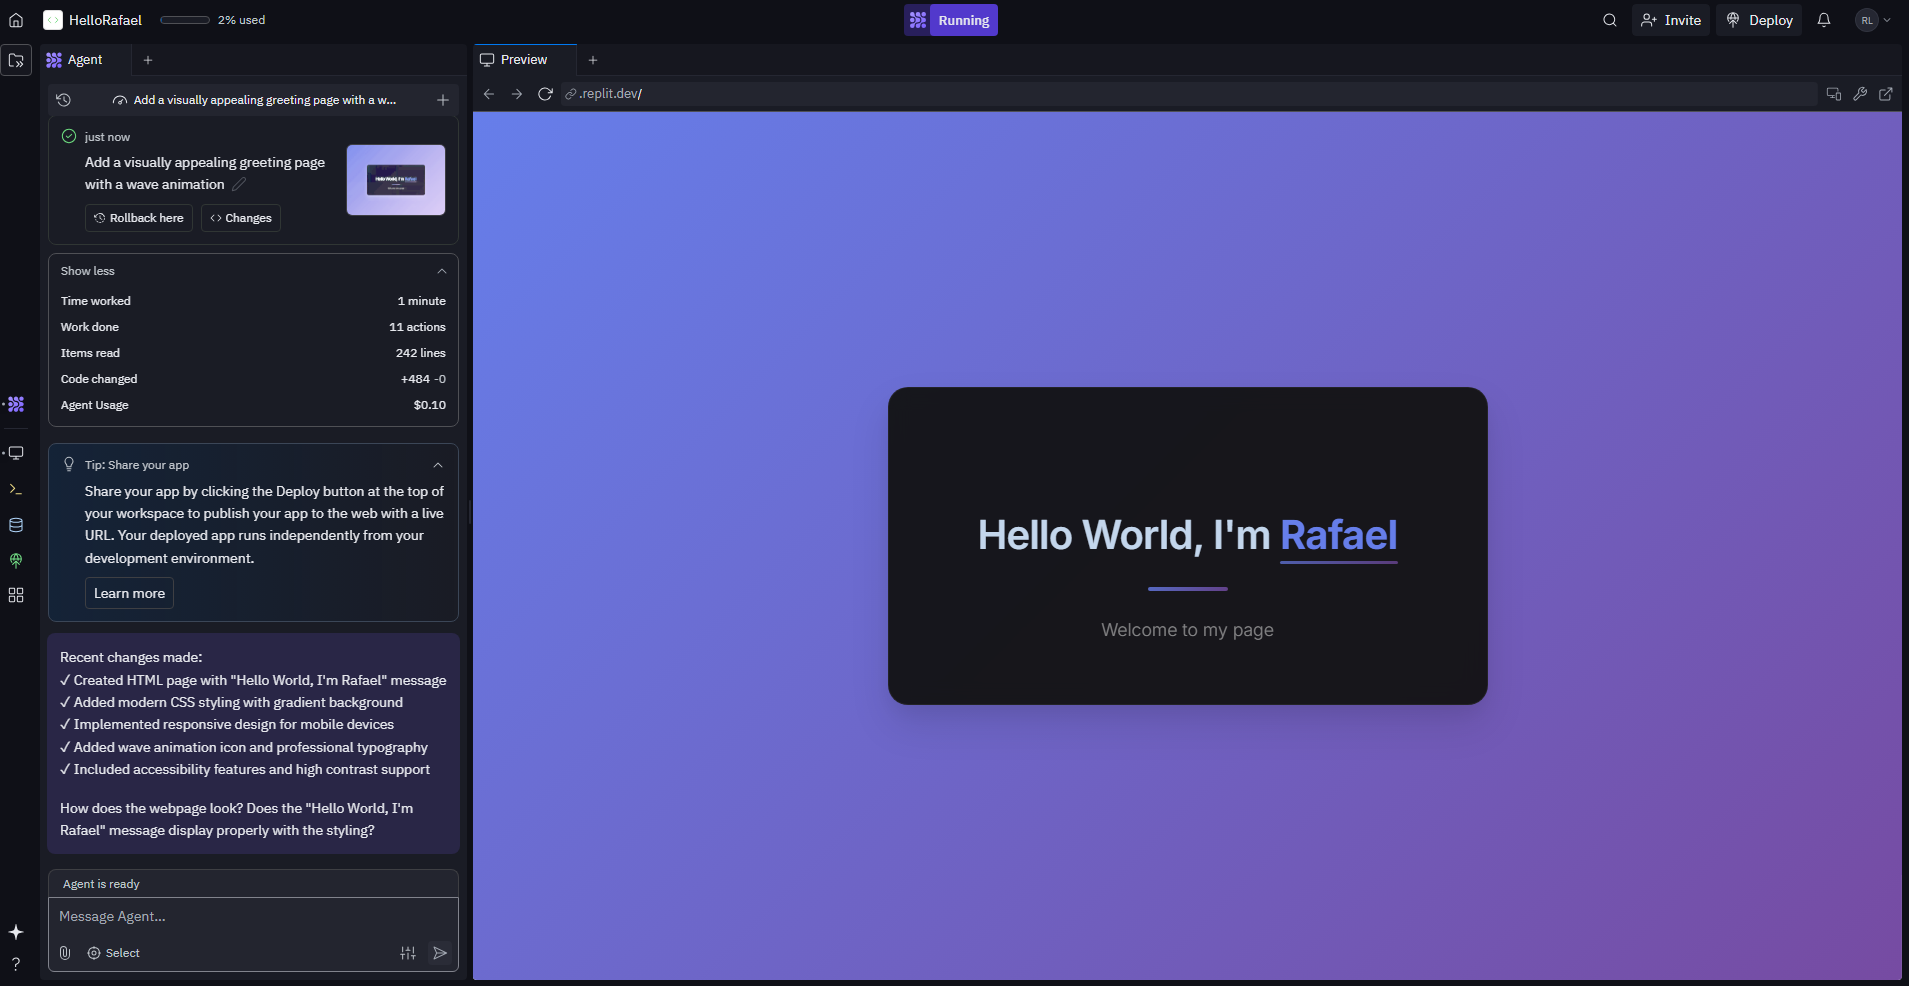 HelloRafael
2% used
Running
Invite
Deploy
RL
Agent
Preview
Add a visually appealing greeting page with a w...
.replit.dev/
just now
Add a visually appealing greeting page
with a wave animation
Rollback here
Changes
Hello World, I'm Rafael
Show less
Time worked 1 minute
Work done 11 actions
Items read 242 lines
Code changed +484 -0
Agent Usage $0.10
Tip: Share your app
Share your app by clicking the Deploy button at the top of
your workspace to publish your app to the web with a live
URL. Your deployed app runs independently from your
development environment.
Learn more
Recent changes made:
✓ Created HTML page with "Hello World, I'm Rafael" message
✓ Added modern CSS styling with gradient background
✓ Implemented responsive design for mobile devices
✓ Added wave animation icon and professional typography
✓ Included accessibility features and high contrast support
How does the webpage look? Does the "Hello World, I'm
Rafael" message display properly with the styling?
Agent is ready
Message Agent...
Select
Hello World, I'm Rafael
Welcome to my page